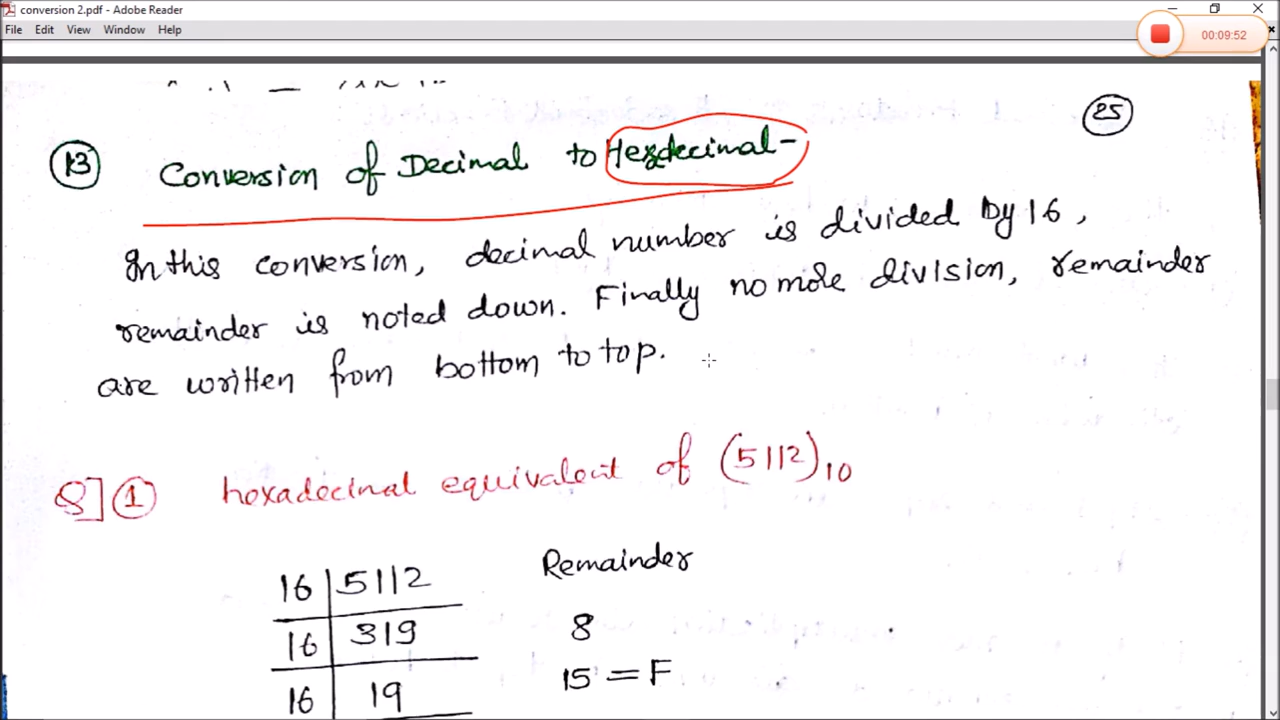 conversion 2.pdf - Adobe Reader
File Edit View Window Help
00:09:52
25
13 Conversion of Decimal to Hexdecimal-
In this conversion, decimal number is divided by 16,
remainder is noted down. Finally no more division, remainder
are written from bottom to top.
Q] 1 hexadecinal equivalent of (5112)10
Remainder
16 5112
16 319 8
16 19 15 = F